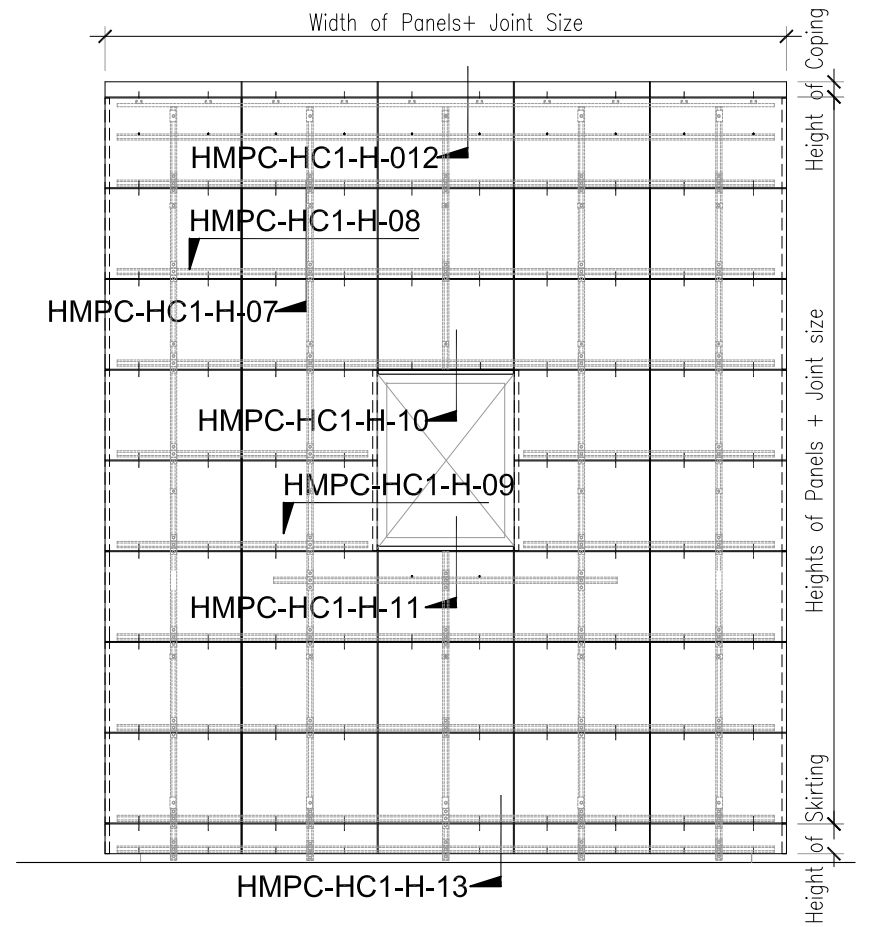 Width of Panels+ Joint Size
Height of Coping
HMPC-HC1-H-012
HMPC-HC1-H-08
HMPC-HC1-H-07
Heights of Panels + Joint size
HMPC-HC1-H-10
HMPC-HC1-H-09
HMPC-HC1-H-11
Height of Skirting
HMPC-HC1-H-13